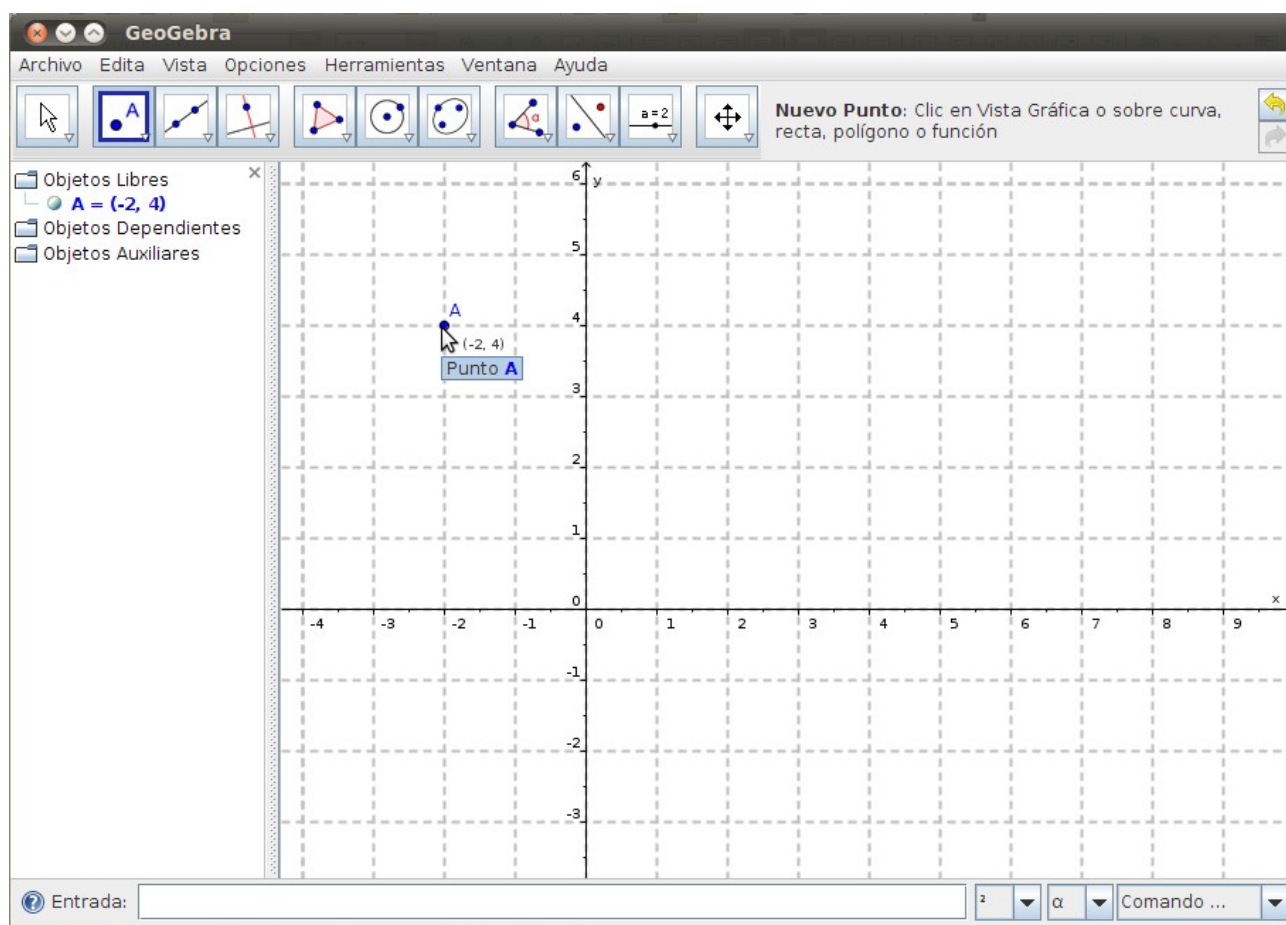 GeoGebra
Archivo Edita Vista Opciones Herramientas Ventana Ayuda
A
α
a = 2
Nuevo Punto: Clic en Vista Gráfica o sobre curva,
recta, polígono o función
Objetos Libres
A = (-2, 4)
Objetos Dependientes
Objetos Auxiliares
6
y
5
A
4
(-2, 4)
Punto A
3
2
1
0
x
-4 -3 -2 -1 0 1 2 3 4 5 6 7 8 9
-1
-2
-3
Entrada:
²
α
Comando ...